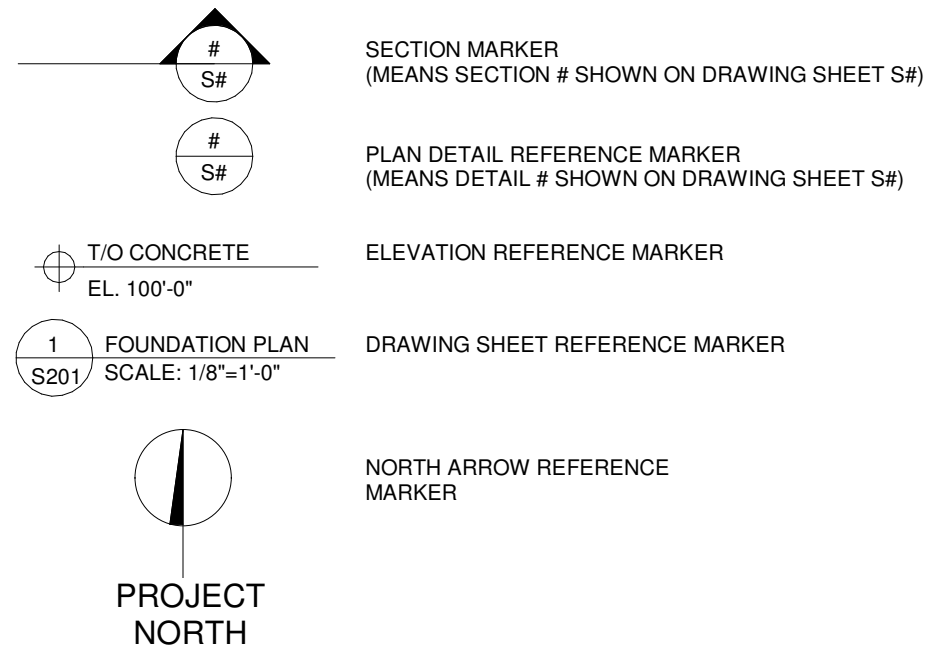 #
S#
SECTION MARKER
(MEANS SECTION # SHOWN ON DRAWING SHEET S#)
#
S#
PLAN DETAIL REFERENCE MARKER
(MEANS DETAIL # SHOWN ON DRAWING SHEET S#)
T/O CONCRETE
EL. 100'-0"
ELEVATION REFERENCE MARKER
1
S201
FOUNDATION PLAN
SCALE: 1/8"=1'-0"
DRAWING SHEET REFERENCE MARKER
NORTH ARROW REFERENCE
MARKER
PROJECT
NORTH